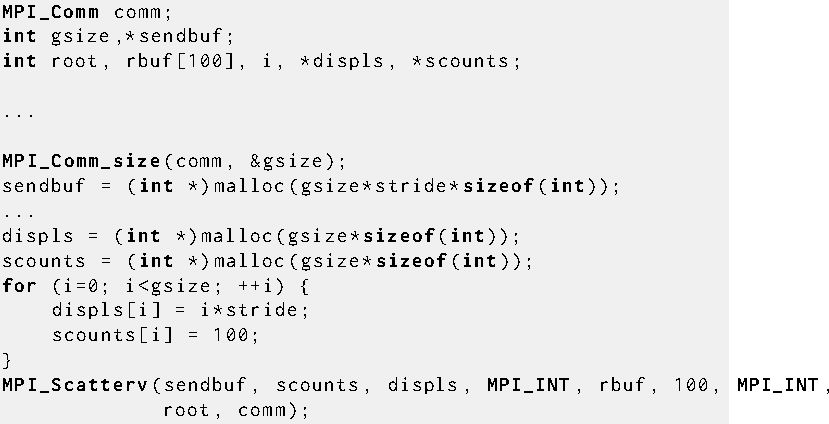 MPI_Comm comm;
int gsize,*sendbuf;
int root, rbuf[100], i, *displs, *scounts;
...
MPI_Comm_size(comm, &gsize);
sendbuf = (int *)malloc(gsize*stride*sizeof(int));
...
displs = (int *)malloc(gsize*sizeof(int));
scounts = (int *)malloc(gsize*sizeof(int));
for (i=0; i<gsize; ++i) {
    displs[i] = i*stride;
    scounts[i] = 100;
}
MPI_Scatterv(sendbuf, scounts, displs, MPI_INT, rbuf, 100, MPI_INT,
             root, comm);